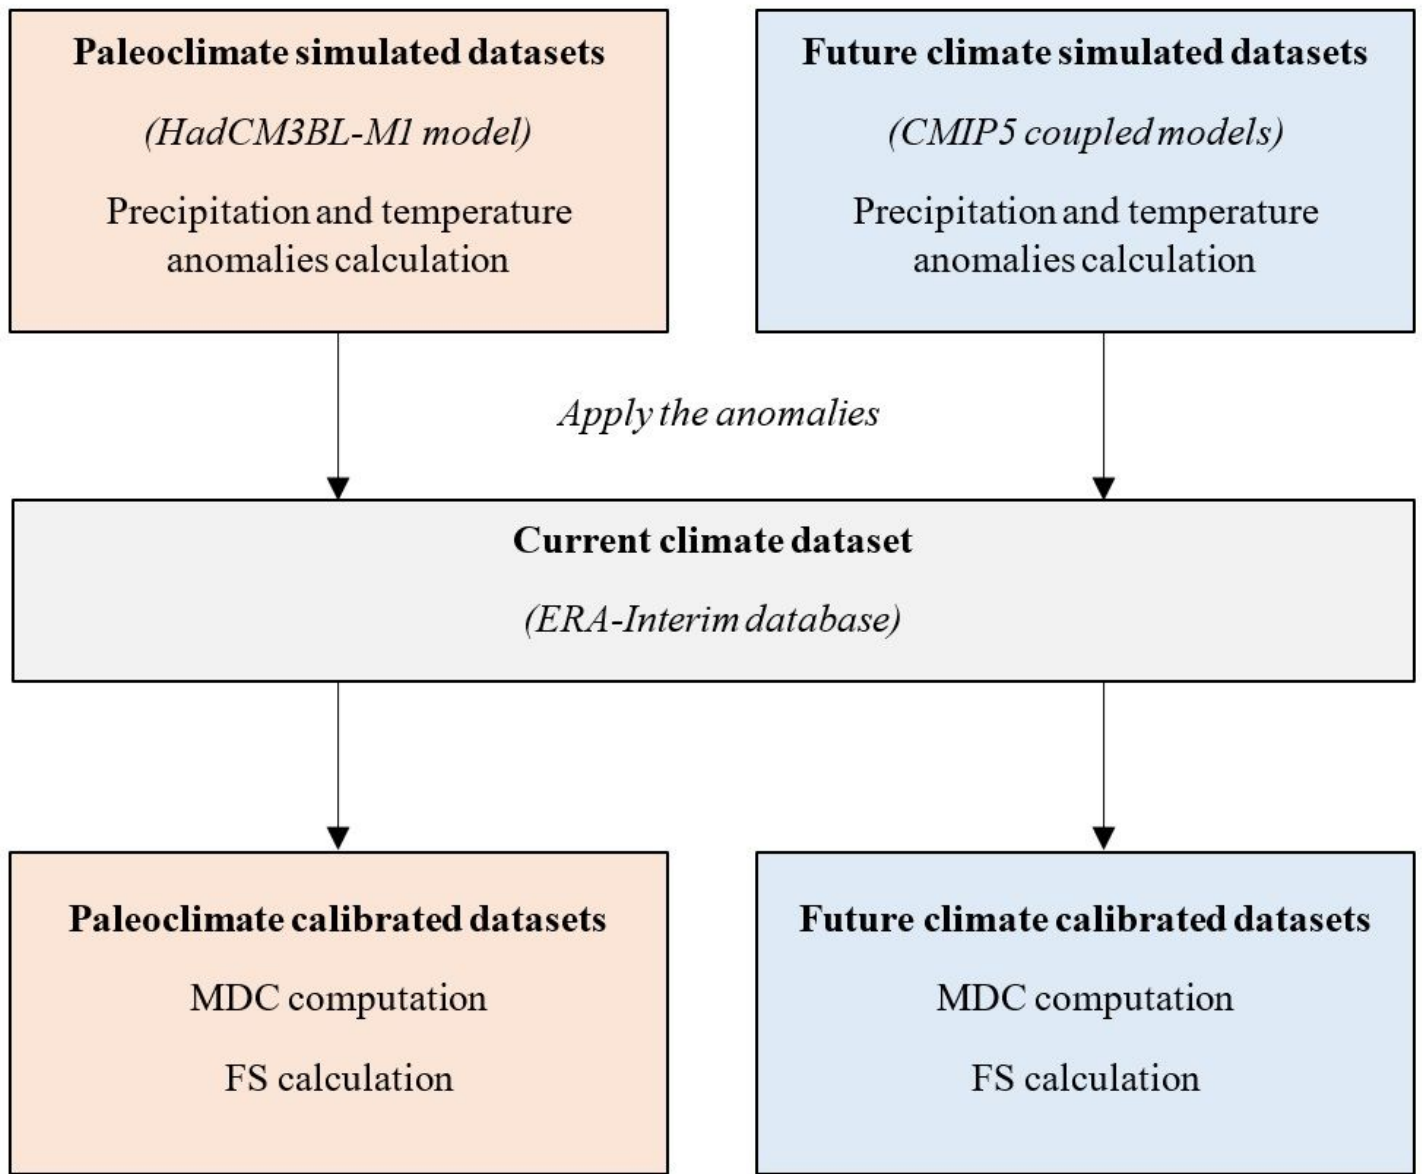 Paleoclimate simulated datasets
(HadCM3BL-M1 model)
Precipitation and temperature
anomalies calculation
Future climate simulated datasets
(CMIP5 coupled models)
Precipitation and temperature
anomalies calculation
Apply the anomalies
Current climate dataset
(ERA-Interim database)
Paleoclimate calibrated datasets
MDC computation
FS calculation
Future climate calibrated datasets
MDC computation
FS calculation